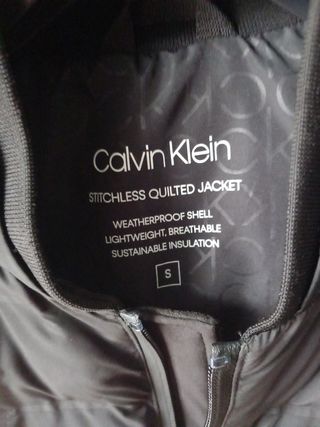 Calvin Klein
STITCHLESS QUILTED JACKET
WEATHERPROOF SHELL
LIGHTWEIGHT, BREATHABLE
SUSTAINABLE INSULATION
S